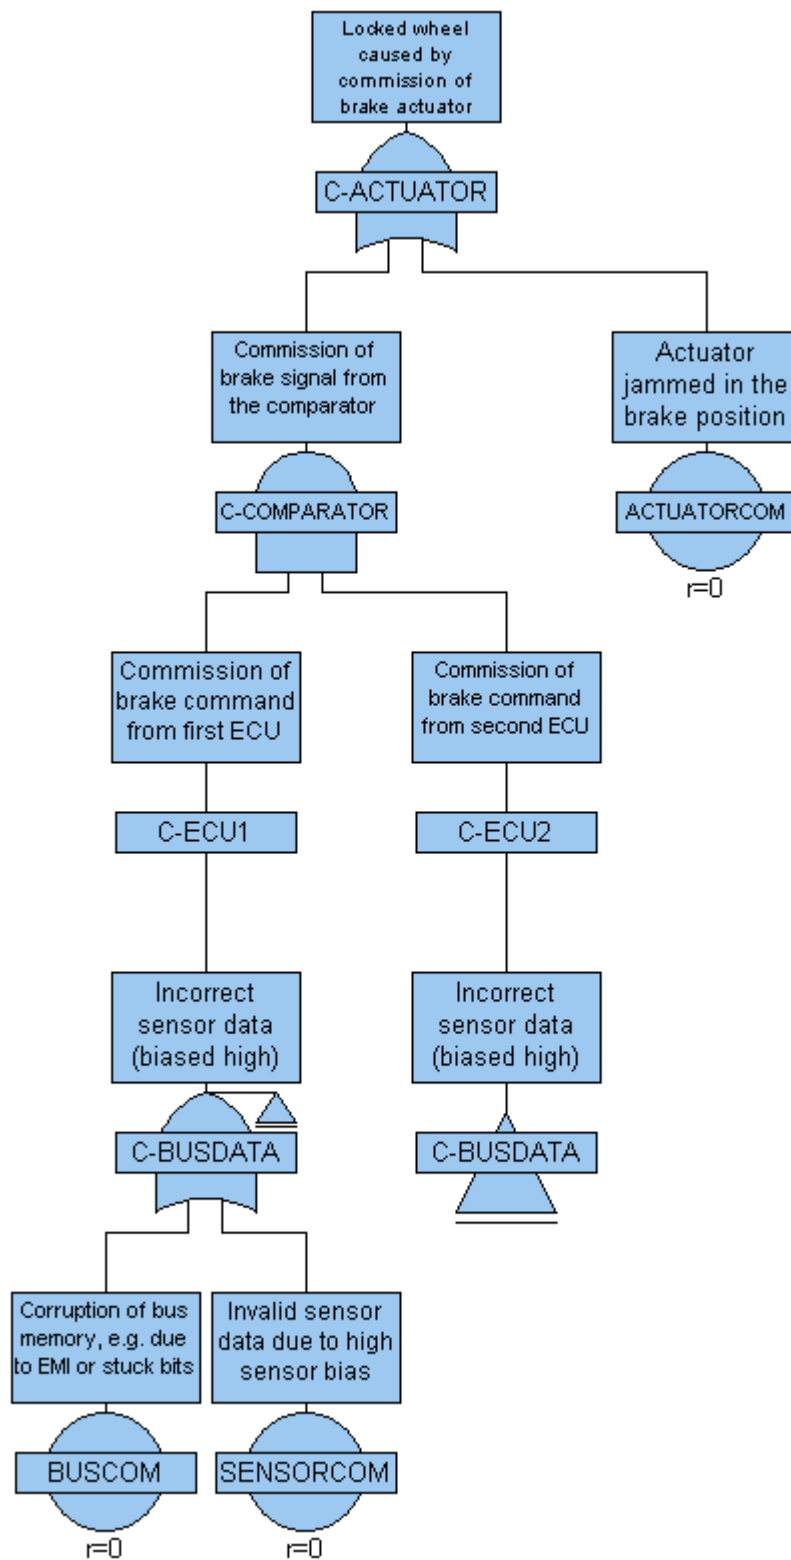 Locked wheel
caused by
commission of
brake actuator
C-ACTUATOR
Commission of
brake signal from
the comparator
Actuator
jammed in the
brake position
C-COMPARATOR
ACTUATORCOM
r=0
Commission of
brake command
from first ECU
Commission of
brake command
from second ECU
C-ECU1
C-ECU2
Incorrect
sensor data
(biased high)
Incorrect
sensor data
(biased high)
C-BUSDATA
C-BUSDATA
Corruption of bus
memory, e.g. due
to EMI or stuck bits
Invalid sensor
data due to high
sensor bias
BUSCOM
SENSORCOM
r=0
r=0